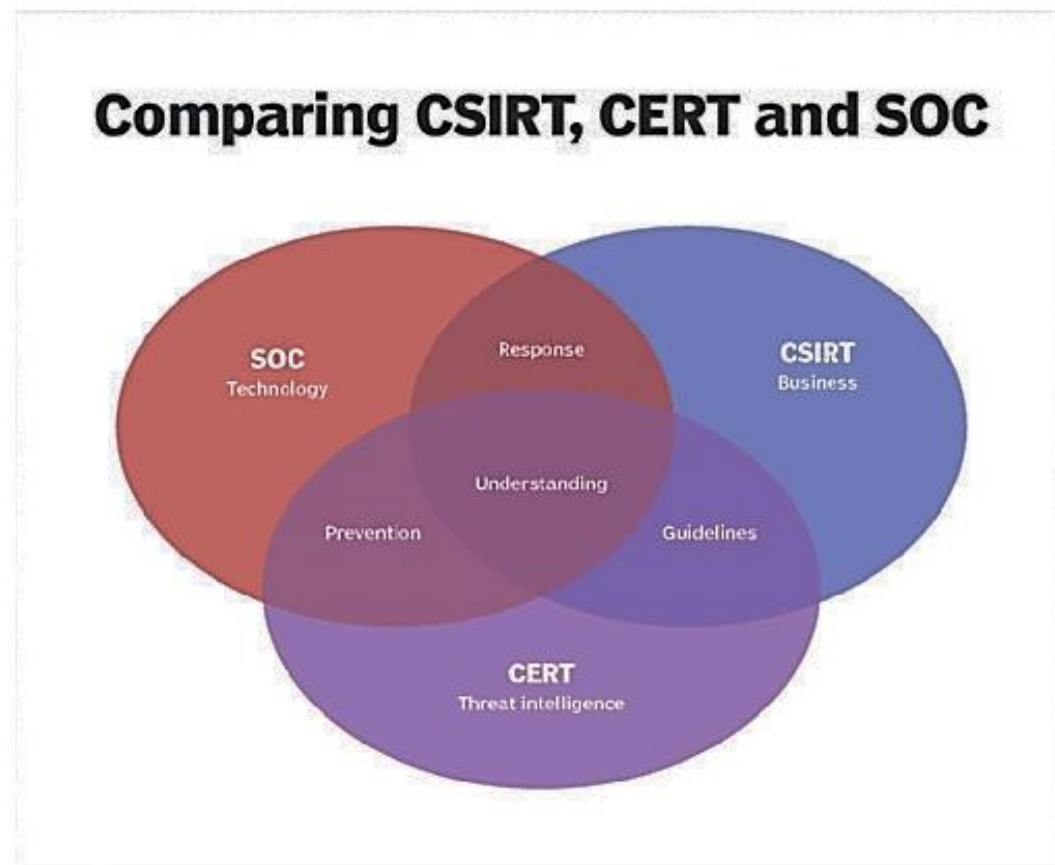 Comparing CSIRT, CERT and SOC
SOC
Technology
Response
CSIRT
Business
Understanding
Prevention
Guidelines
CERT
Threat intelligence